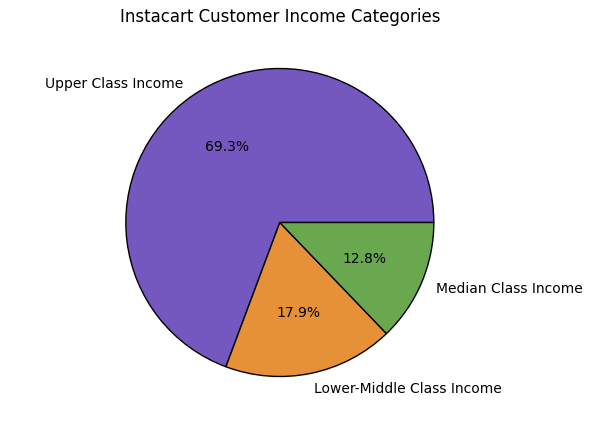 Instacart Customer Income Categories
Upper Class Income
69.3%
12.8%
Median Class Income
17.9%
Lower-Middle Class Income